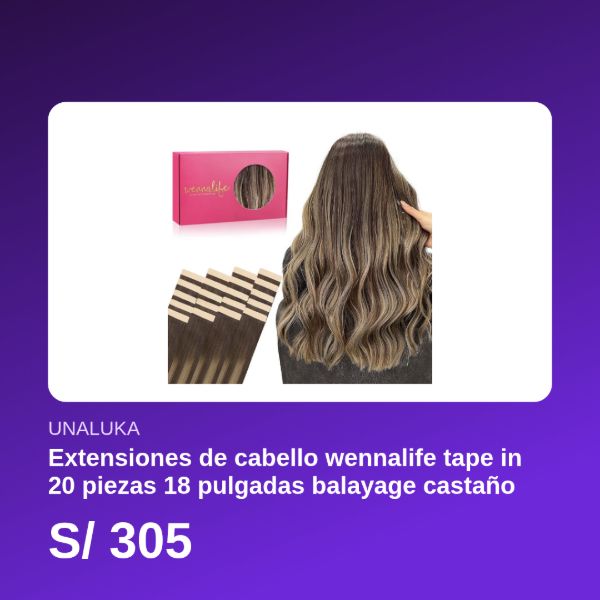 wennalife
UNALUKA
Extensiones de cabello wennalife tape in
20 piezas 18 pulgadas balayage castaño
S/ 305